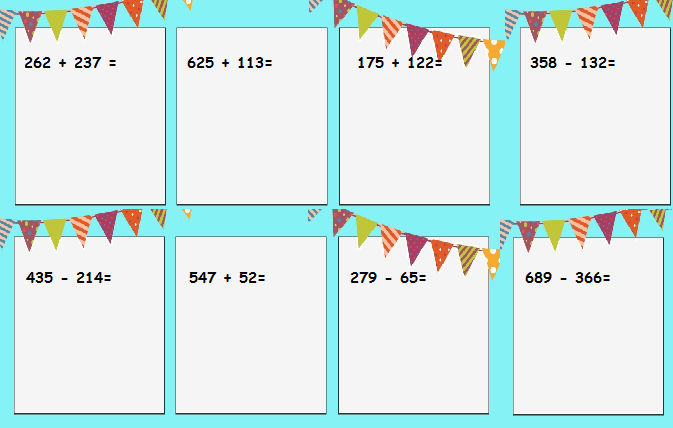 262 + 237 =
625 + 113=
175 + 122=
358 - 132=
435 - 214=
547 + 52=
279 - 65=
689 - 366=